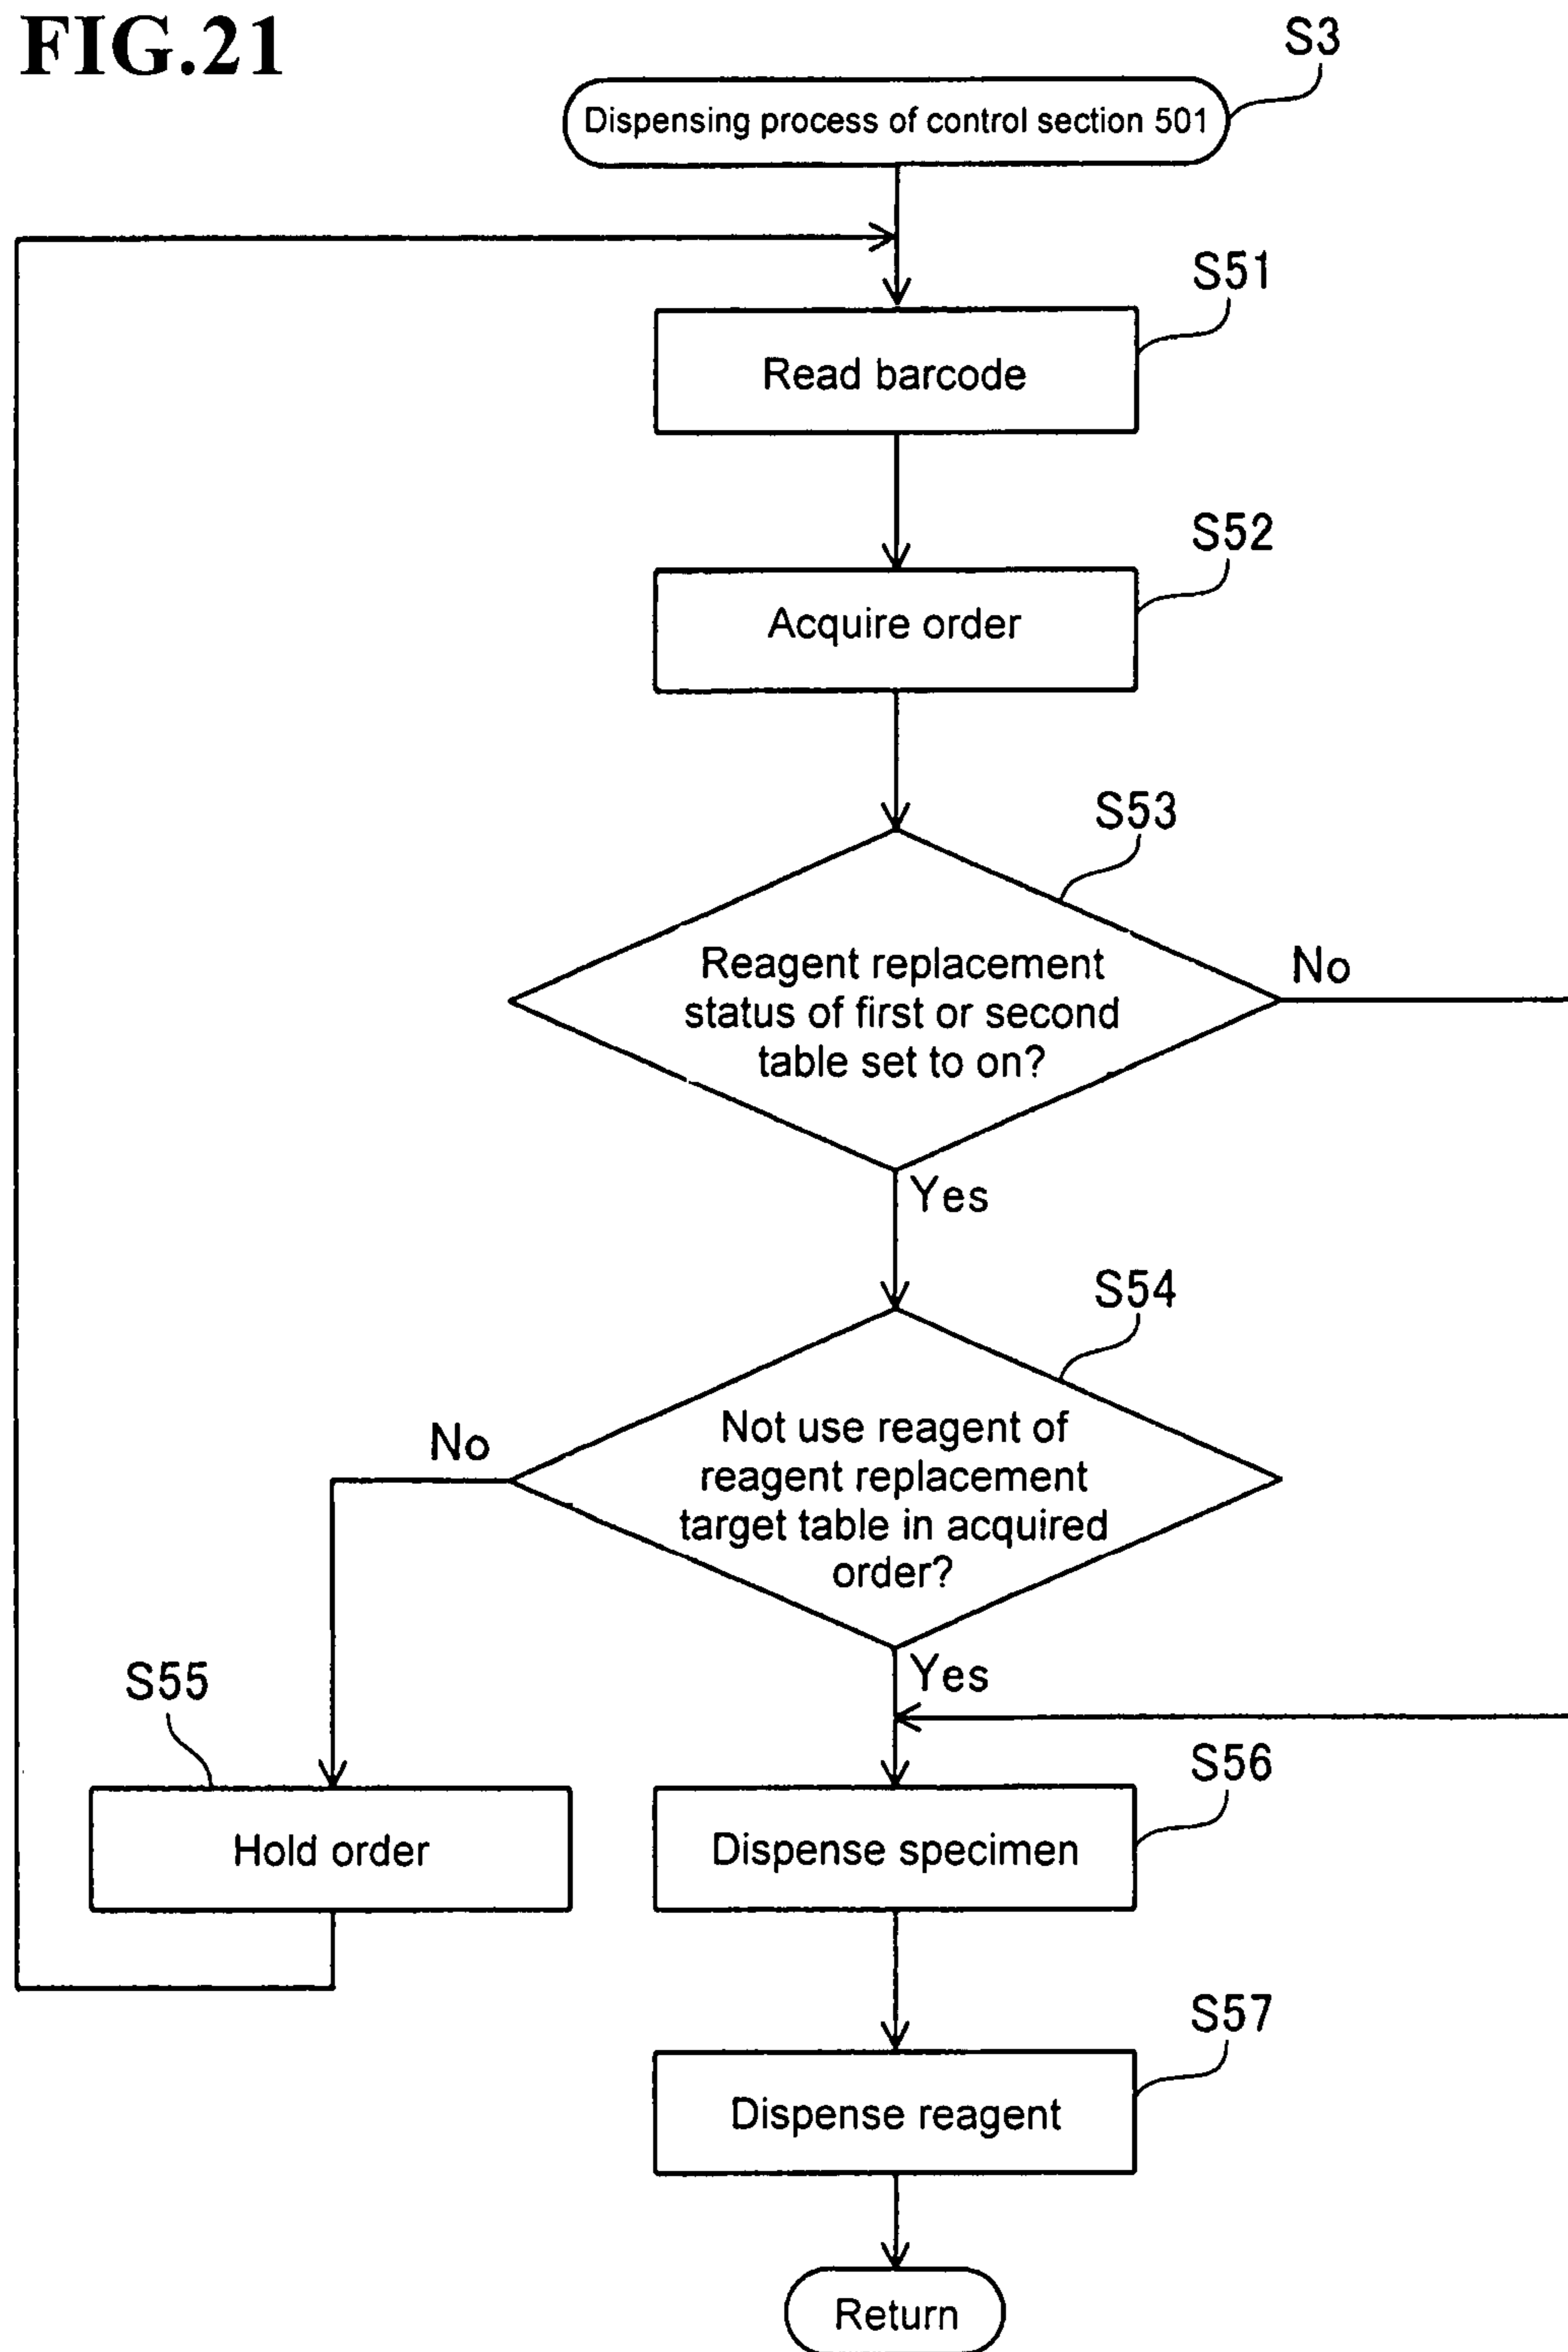 FIG.21
S3
Dispensing process of control section 501
S51
Read barcode
S52
Acquire order
S53
Reagent replacement
status of first or second
table set to on?
No
Yes
S54
Not use reagent of
reagent replacement
target table in acquired
order?
No
Yes
S55
Hold order
S56
Dispense specimen
S57
Dispense reagent
Return